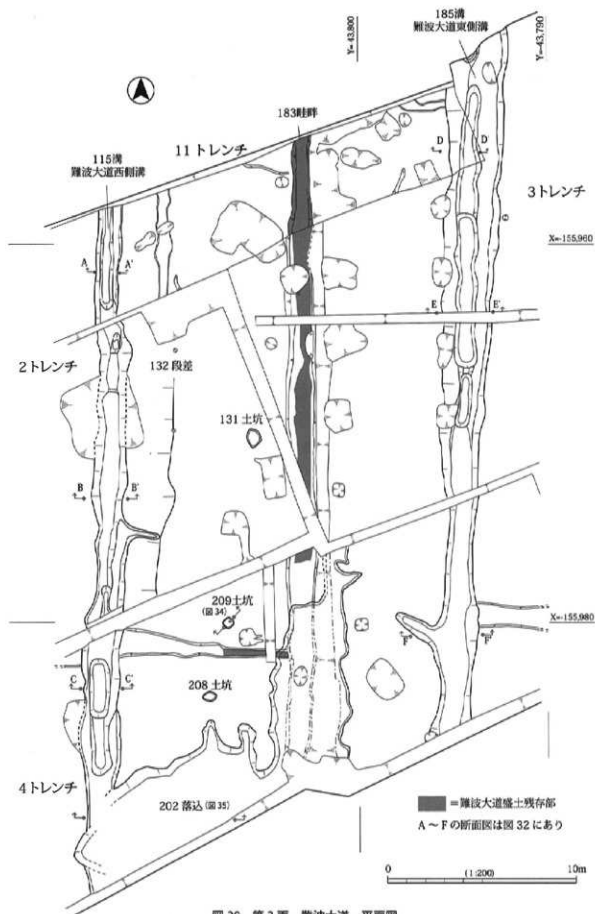 185溝
難波大道東側溝
Y=-43,800
Y=-43,790
183畦畔
11トレンチ
115溝
難波大道西側溝
D D'
3トレンチ
X=-155,960
A A'
E E'
2トレンチ
132段差
131土坑
B B'
209土坑
(図34)
X=-155,980
F F'
C C'
208土坑
4トレンチ
202落込 (図35)
=難波大道盛土残存部
A～Fの断面図は図32にあり
0 (1:200) 10m